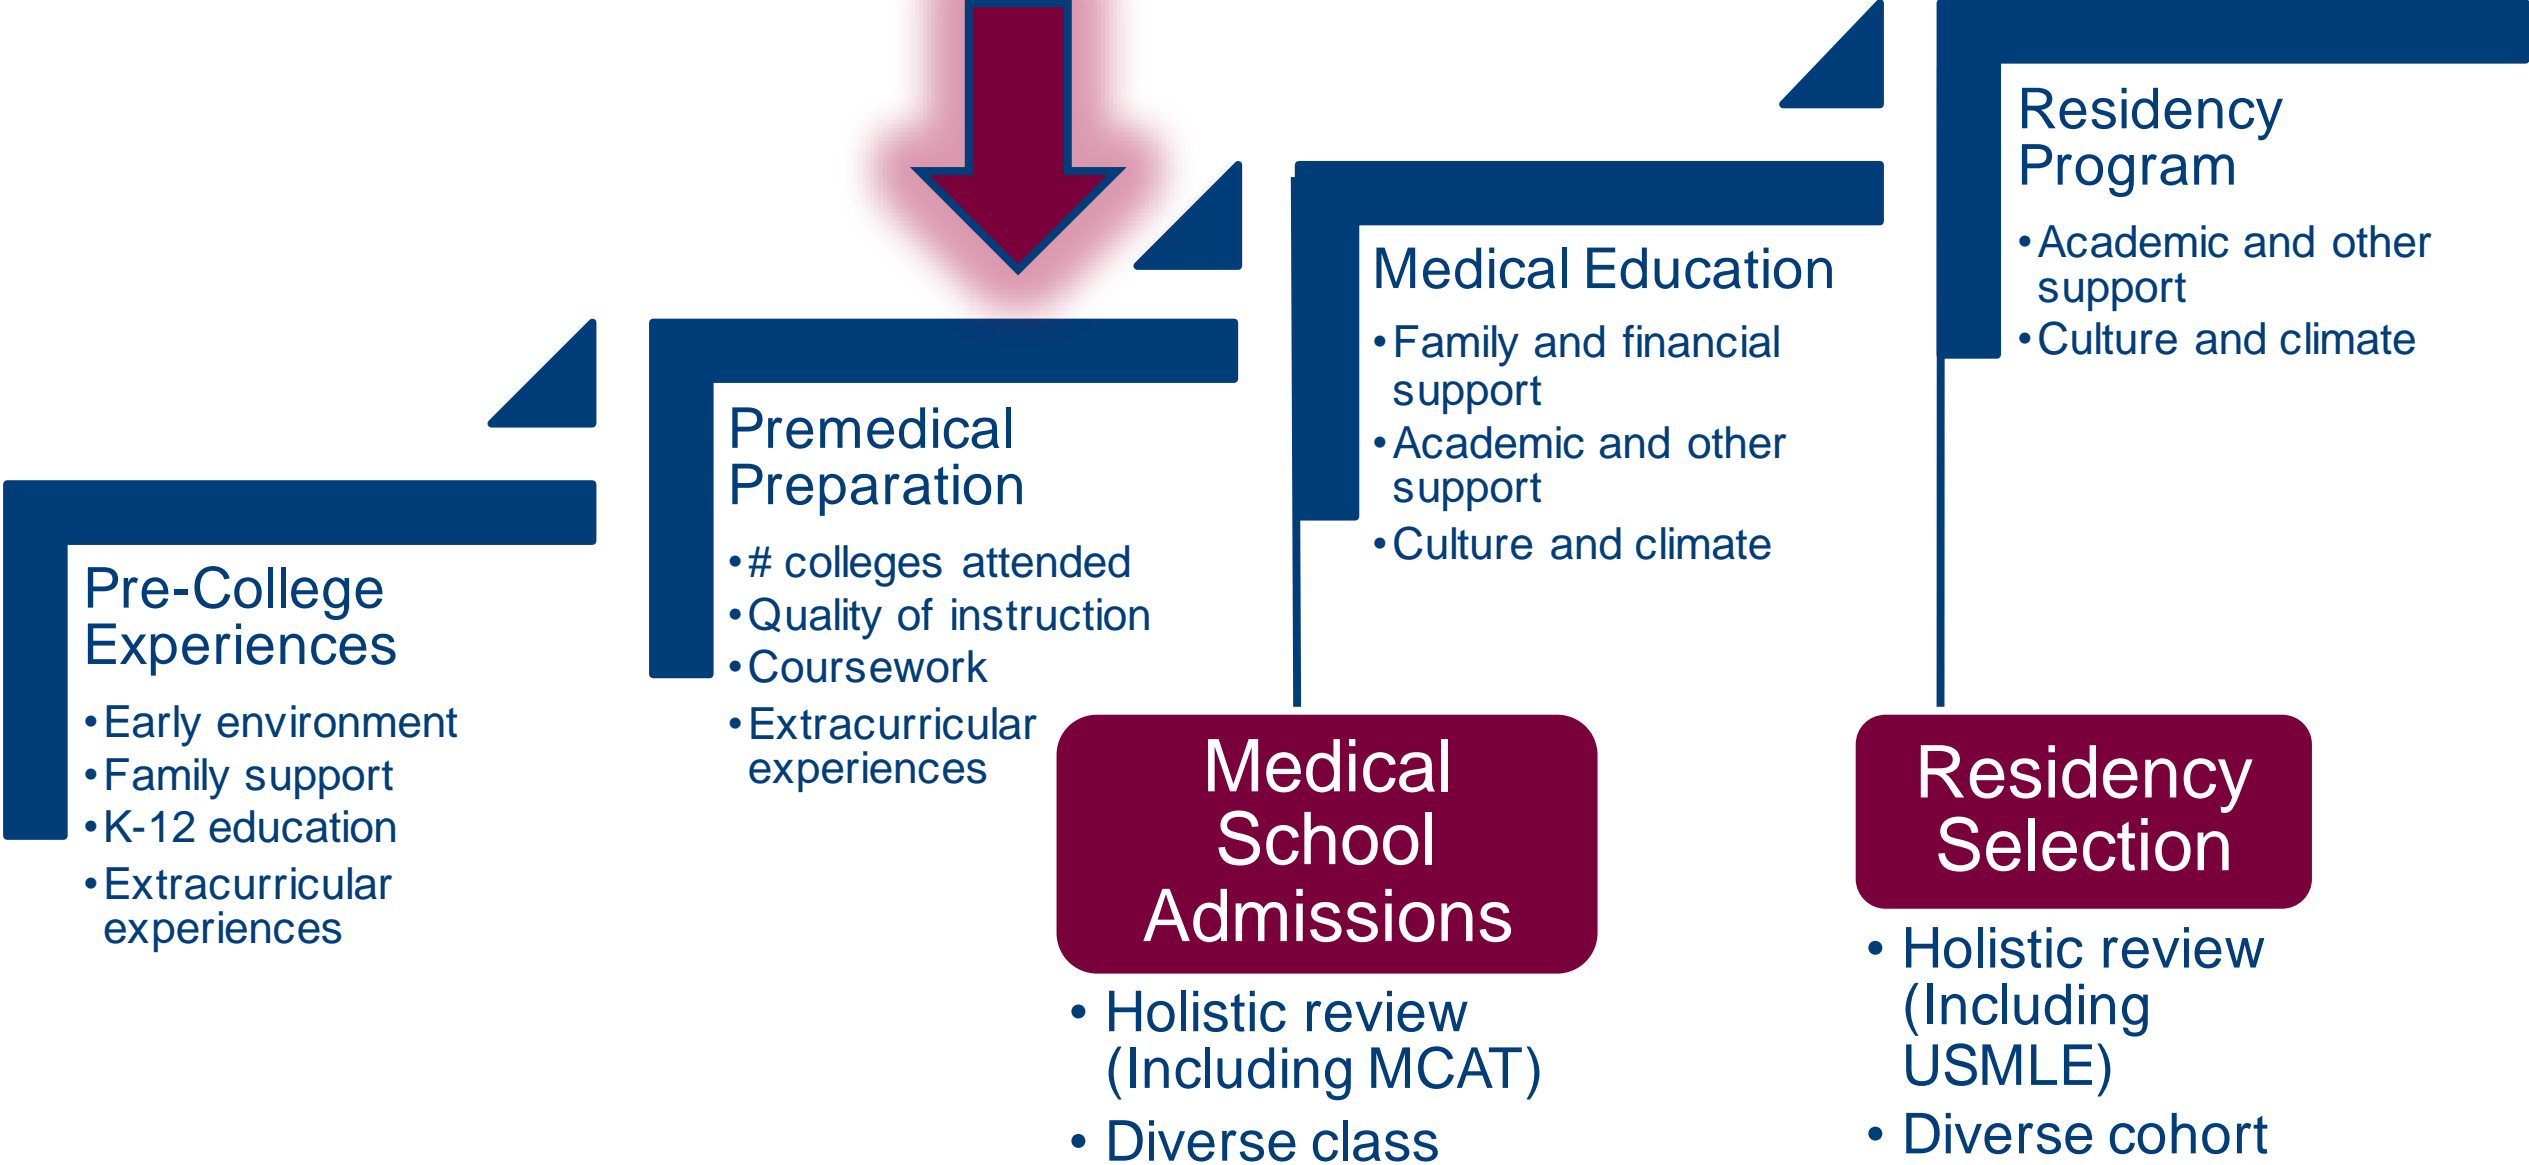 Pre-College
Experiences
•Early environment
•Family support
•K-12 education
•Extracurricular
experiences
Premedical
Preparation
•# colleges attended
•Quality of instruction
•Coursework
•Extracurricular
experiences
Medical Education
•Family and financial
support
•Academic and other
support
•Culture and climate
Residency
Program
•Academic and other
support
•Culture and climate
Medical
School
Admissions
• Holistic review
(Including MCAT)
• Diverse class
Residency
Selection
• Holistic review
(Including
USMLE)
• Diverse cohort